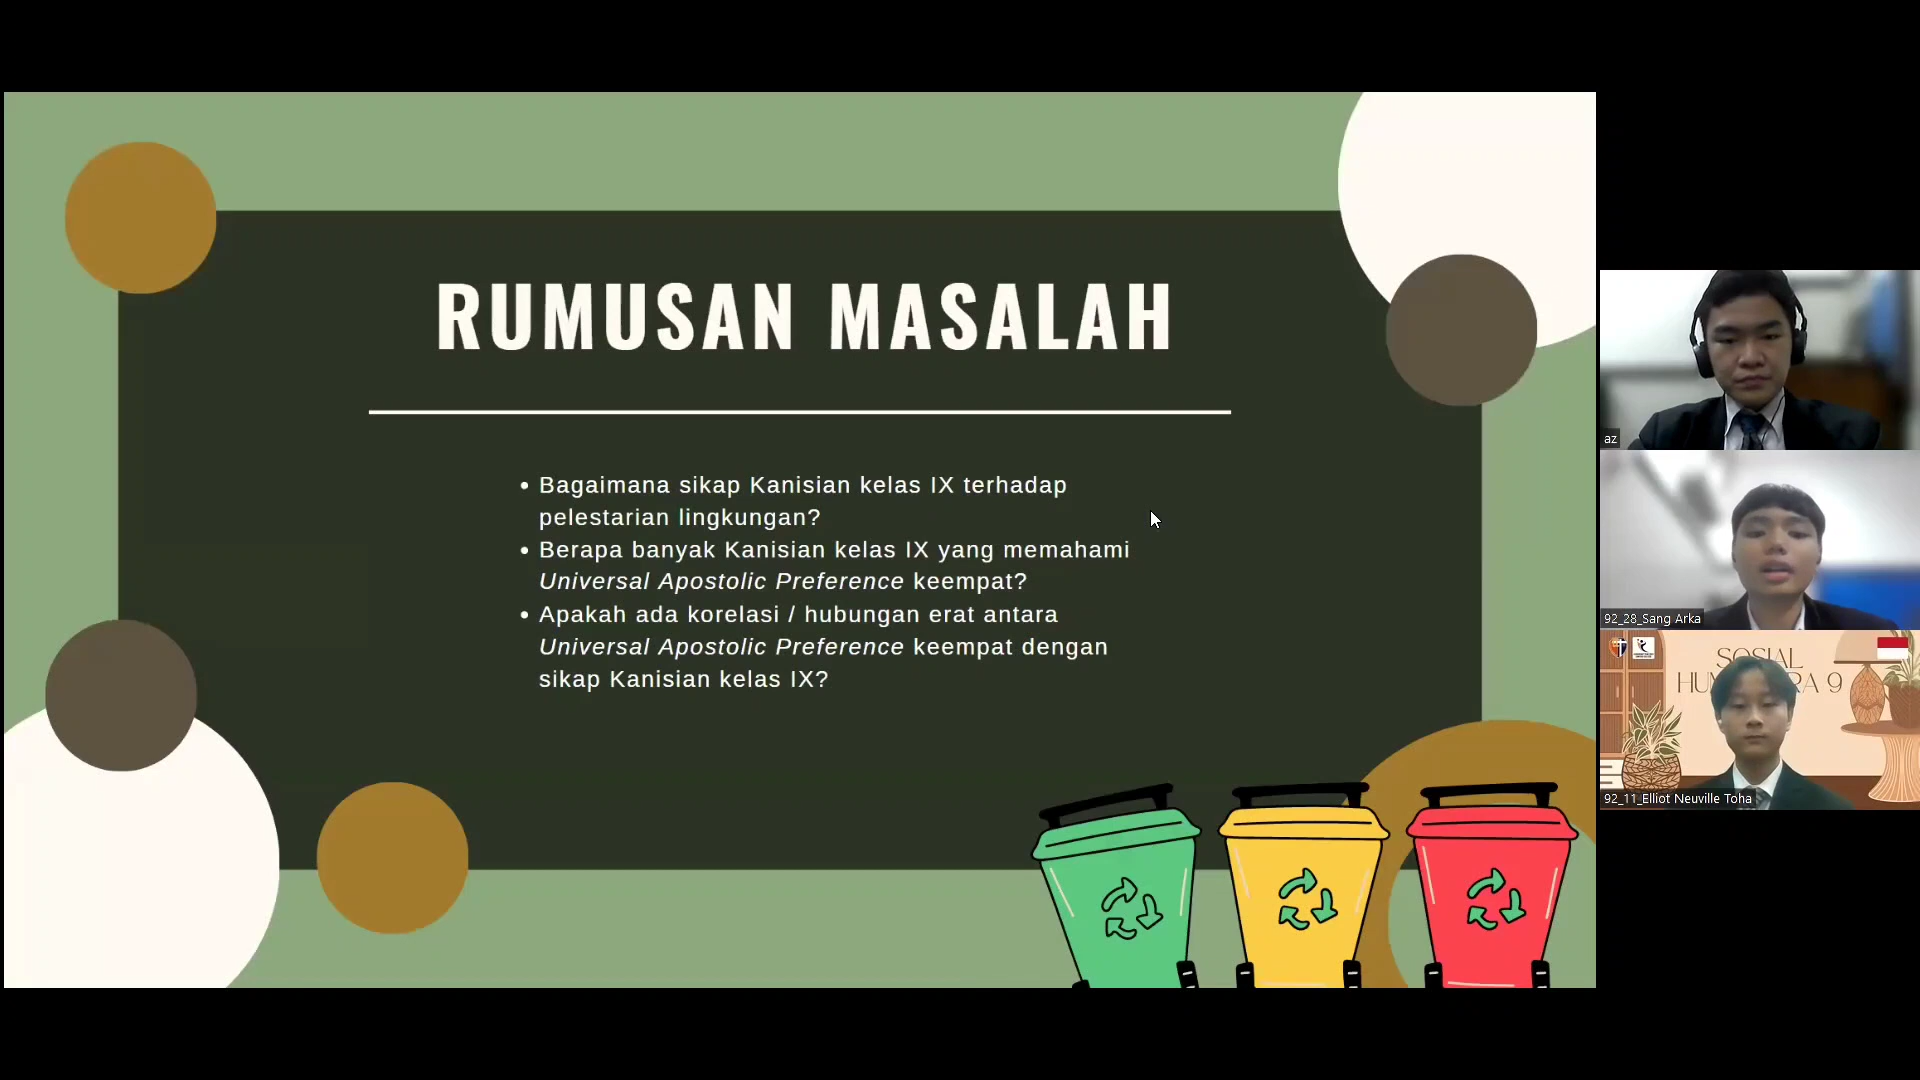 RUMUSAN MASALAH
• Bagaimana sikap Kanisian kelas IX terhadap
pelestarian lingkungan?
• Berapa banyak Kanisian kelas IX yang memahami
Universal Apostolic Preference keempat?
• Apakah ada korelasi / hubungan erat antara
Universal Apostolic Preference keempat dengan
sikap Kanisian kelas IX?
az
92_28_Sang Arka
SOSIAL
92_11_Elliot Neuville Toha